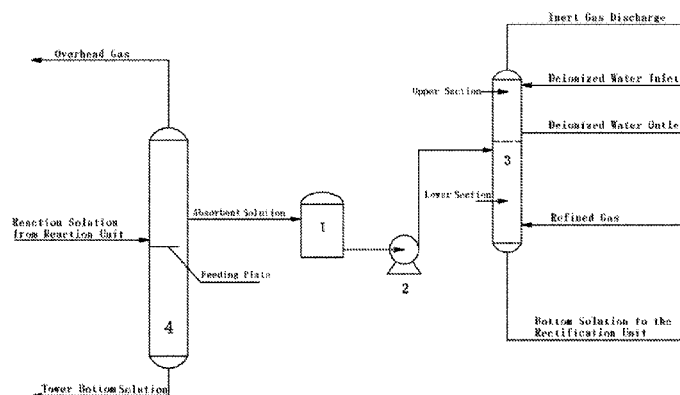 Inert Gas Discharge
Overhead Gas
Deionized Water Inlet
Upper Section
Deionized Water Outlet
3
Lower Section
Absorbent Solution
1
Reaction Solution
from Reaction Unit
Refined Gas
Feeding Plate
2
4
Bottom Solution to the
Rectification Unit
Tower Bottom Solution